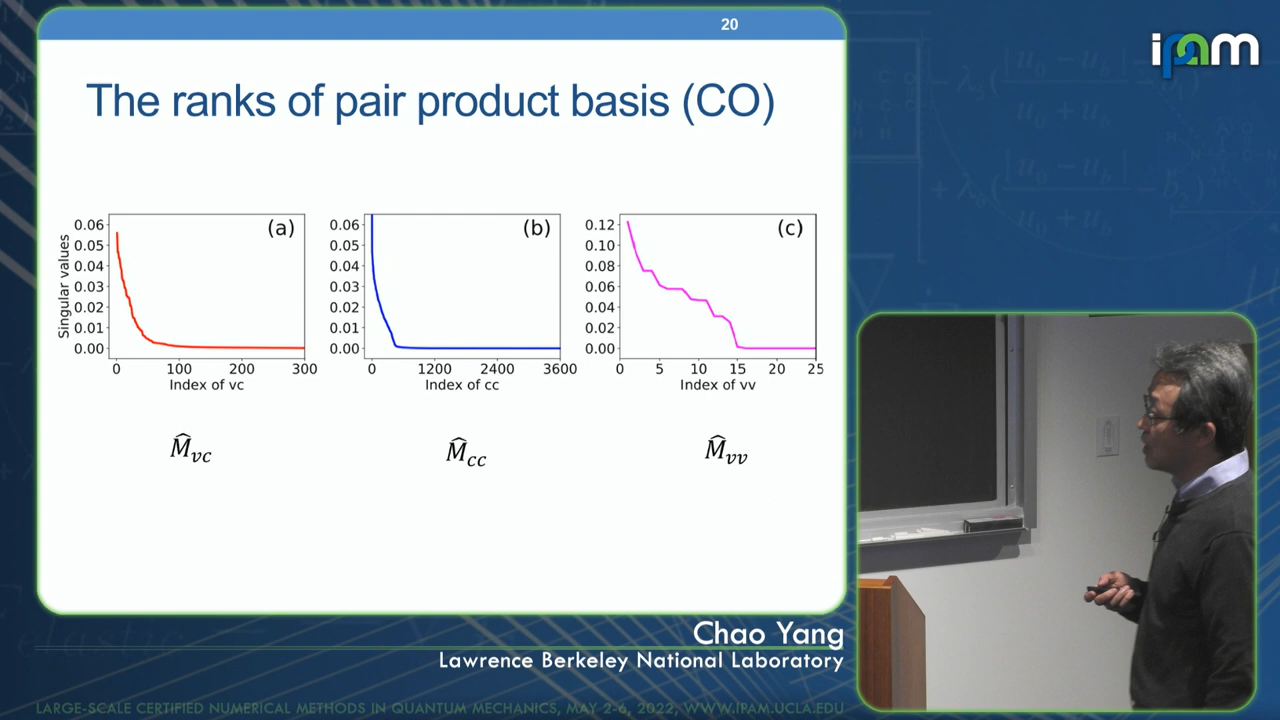 20
ipam
The ranks of pair product basis (CO)
Singular values
0.06
0.05
0.04
0.03
0.02
0.01
0.00
(a)
0
100
200
300
Index of vc
0.06
0.05
0.04
0.03
0.02
0.01
0.00
(b)
0
1200
2400
3600
Index of cc
0.12
0.10
0.08
0.06
0.04
0.02
0.00
(c)
0
5
10
15
20
25
Index of vv
M̂vc
M̂cc
M̂vv
Chao Yang
Lawrence Berkeley National Laboratory
LARGE-SCALE CERTIFIED NUMERICAL METHODS IN QUANTUM MECHANICS, MAY 2-6, 2022, WWW.IPAM.UCLA.EDU